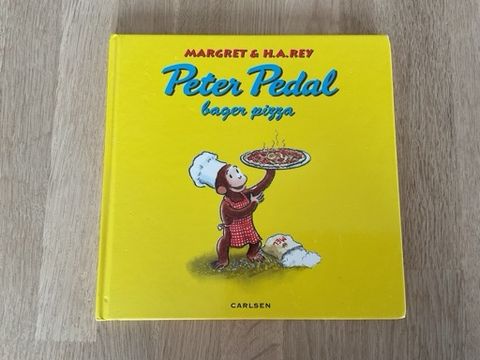 MARGRET & H.A.REY
Peter Pedal
bager pizza
CARLSEN